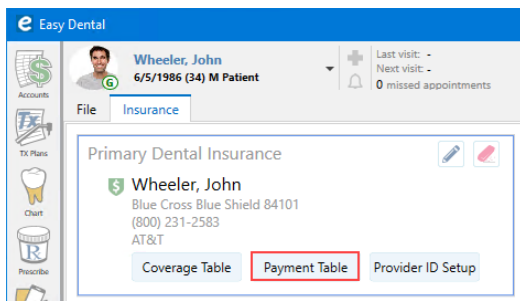 e Easy Dental
Accounts
TX Plans
Chart
Prescribe
Wheeler, John
6/5/1986 (34) M Patient
G
Last visit: -
Next visit: -
0 missed appointments
File Insurance
Primary Dental Insurance
$ Wheeler, John
Blue Cross Blue Shield 84101
(800) 231-2583
AT&T
Coverage Table Payment Table Provider ID Setup
$
Tx
R